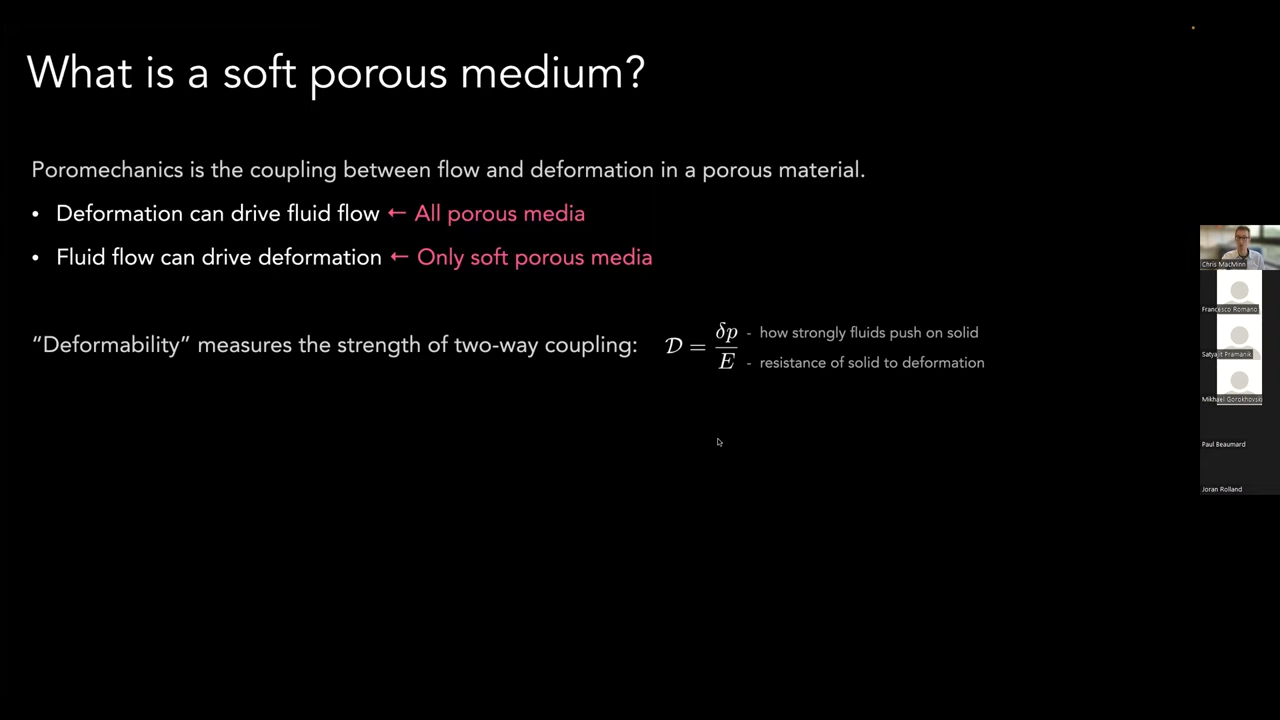 What is a soft porous medium?
Poromechanics is the coupling between flow and deformation in a porous material.
• Deformation can drive fluid flow ← All porous media
• Fluid flow can drive deformation ← Only soft porous media
“Deformability” measures the strength of two-way coupling: 𝒟 = δp / E
- how strongly fluids push on solid
- resistance of solid to deformation
Chris MacMinn
Francesco Romano
Satyajit Pramanik
Mikhael Gorokhovski
Paul Beaumard
Joran Rolland